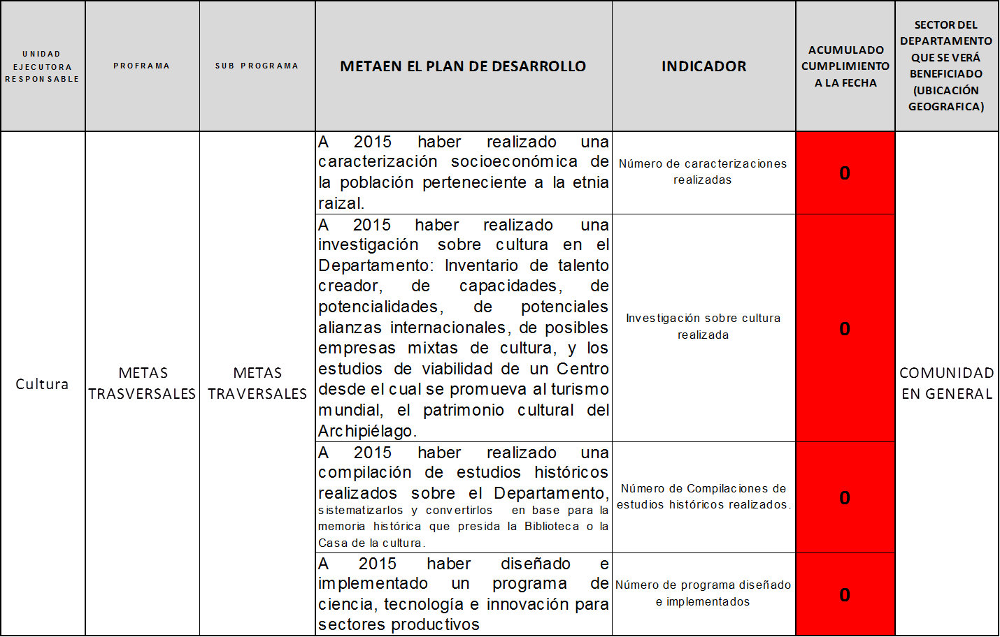 UNIDAD
EJECUTORA
RESPONSABLE
PROFRAMA
SUB PROGRAMA
METAEN EL PLAN DE DESARROLLO
INDICADOR
ACUMULADO
CUMPLIMIENTO
A LA FECHA
SECTOR DEL
DEPARTAMENTO
QUE SE VERÁ
BENEFICIADO
(UBICACIÓN
GEOGRAFICA)
Cultura
METAS
TRASVERSALES
METAS
TRAVERSALES
A 2015 haber realizado una
caracterización socioeconómica de
la población perteneciente a la etnia
raizal.
Número de caracterizaciones
realizadas
0
A 2015 haber realizado una
investigación sobre cultura en el
Departamento: Inventario de talento
creador, de capacidades, de
potencialidades, de potenciales
alianzas internacionales, de posibles
empresas mixtas de cultura, y los
estudios de viabilidad de un Centro
desde el cual se promueva al turismo
mundial, el patrimonio cultural del
Archipiélago.
Investigación sobre cultura
realizada
0
A 2015 haber realizado una
compilación de estudios históricos
realizados sobre el Departamento,
sistematizarlos y convertirlos en base para la
memoria histórica que presida la Biblioteca o la
Casa de la cultura.
Número de Compilaciones de
estudios históricos realizados.
0
A 2015 haber diseñado e
implementado un programa de
ciencia, tecnología e innovación para
sectores productivos
Número de programa diseñado
e implementados
0
COMUNIDAD
EN GENERAL